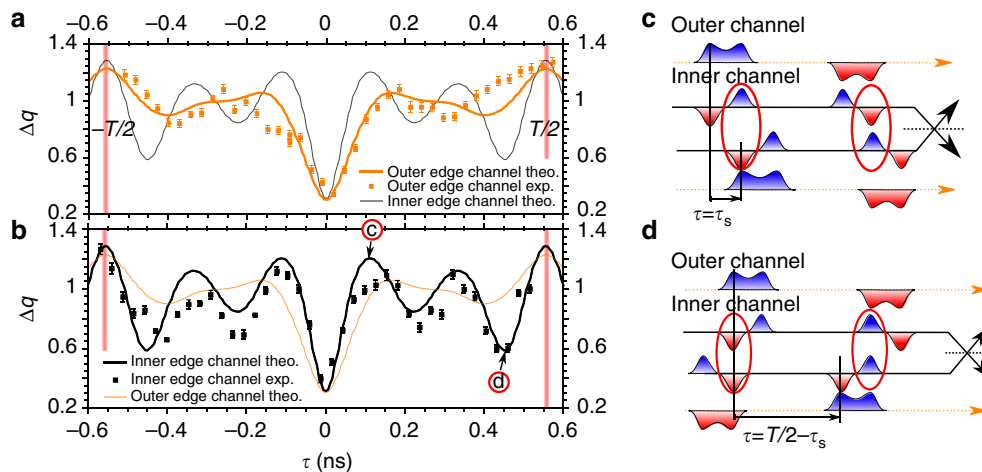 a
−0.6 −0.4 −0.2 0 0.2 0.4 0.6
1.4 1.4
1 1
0.6 0.6
0.2 0.2
Δq
−T/2 T/2
Outer edge channel theo.
Outer edge channel exp.
Inner edge channel theo.
b
1.4 1.4
1 1
0.6 0.6
0.2 0.2
Δq
c
d
Inner edge channel theo.
Inner edge channel exp.
Outer edge channel theo.
−0.6 −0.4 −0.2 0 0.2 0.4 0.6
τ (ns)
c
Outer channel
Inner channel
τ=τs
d
Outer channel
Inner channel
τ=T/2−τs